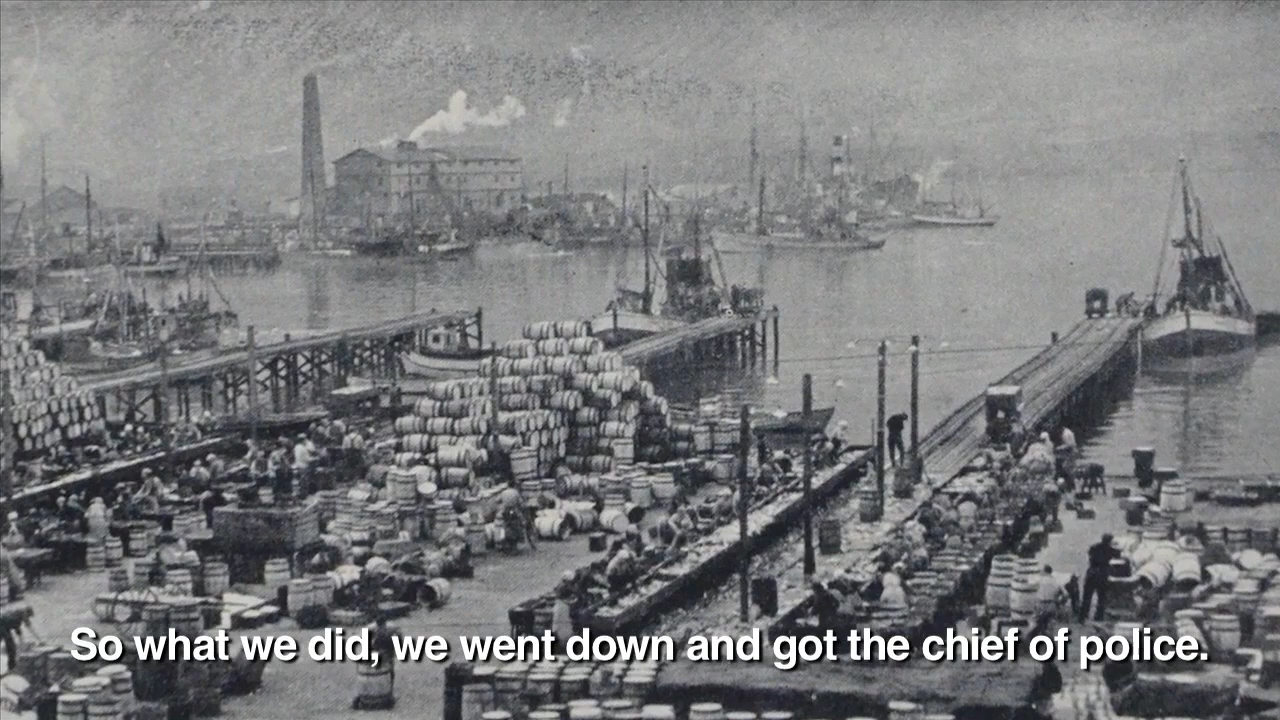 So what we did, we went down and got the chief of police.